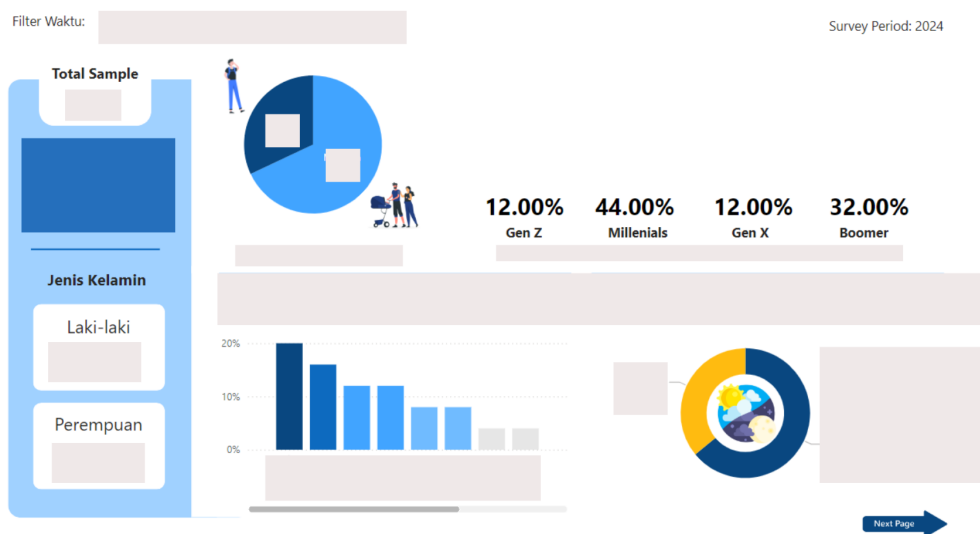 Filter Waktu:
Survey Period: 2024
Total Sample
Jenis Kelamin
Laki-laki
Perempuan
12.00% 44.00% 12.00% 32.00%
Gen Z Millenials Gen X Boomer
20%
10%
0%
Next Page